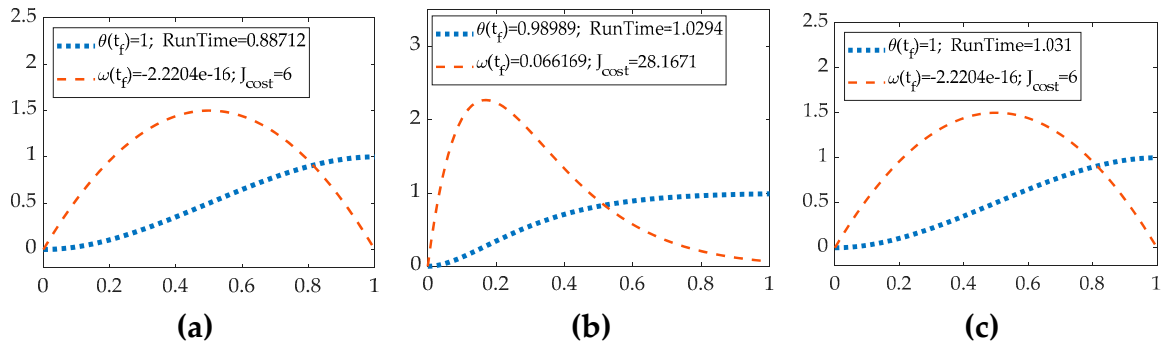 2.5
2
1.5
1
0.5
0
θ(t_f)=1; RunTime=0.88712
ω(t_f)=-2.2204e-16; J_cost=6
0 0.2 0.4 0.6 0.8 1
(a)
3
2
1
0
θ(t_f)=0.98989; RunTime=1.0294
ω(t_f)=0.066169; J_cost=28.1671
0 0.2 0.4 0.6 0.8 1
(b)
2.5
2
1.5
1
0.5
0
θ(t_f)=1; RunTime=1.031
ω(t_f)=-2.2204e-16; J_cost=6
0 0.2 0.4 0.6 0.8 1
(c)